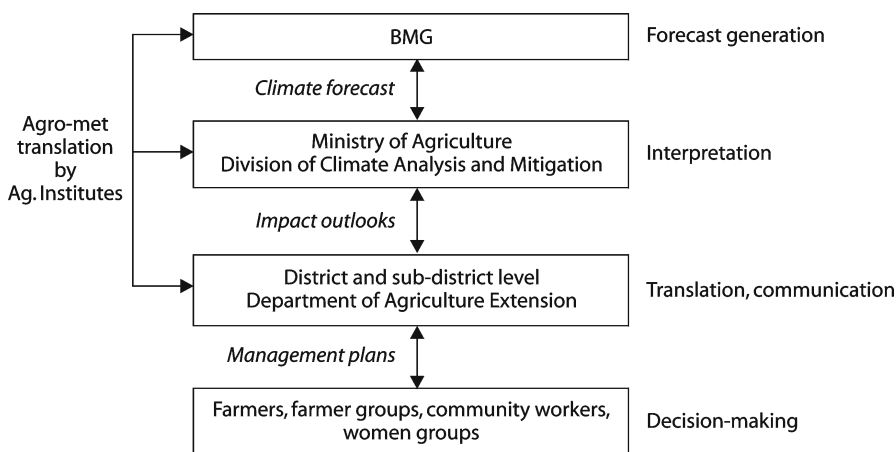 BMG
Forecast generation
Climate forecast
Agro-met
translation
by
Ag. Institutes
Ministry of Agriculture
Division of Climate Analysis and Mitigation
Interpretation
Impact outlooks
District and sub-district level
Department of Agriculture Extension
Translation, communication
Management plans
Farmers, farmer groups, community workers,
women groups
Decision-making